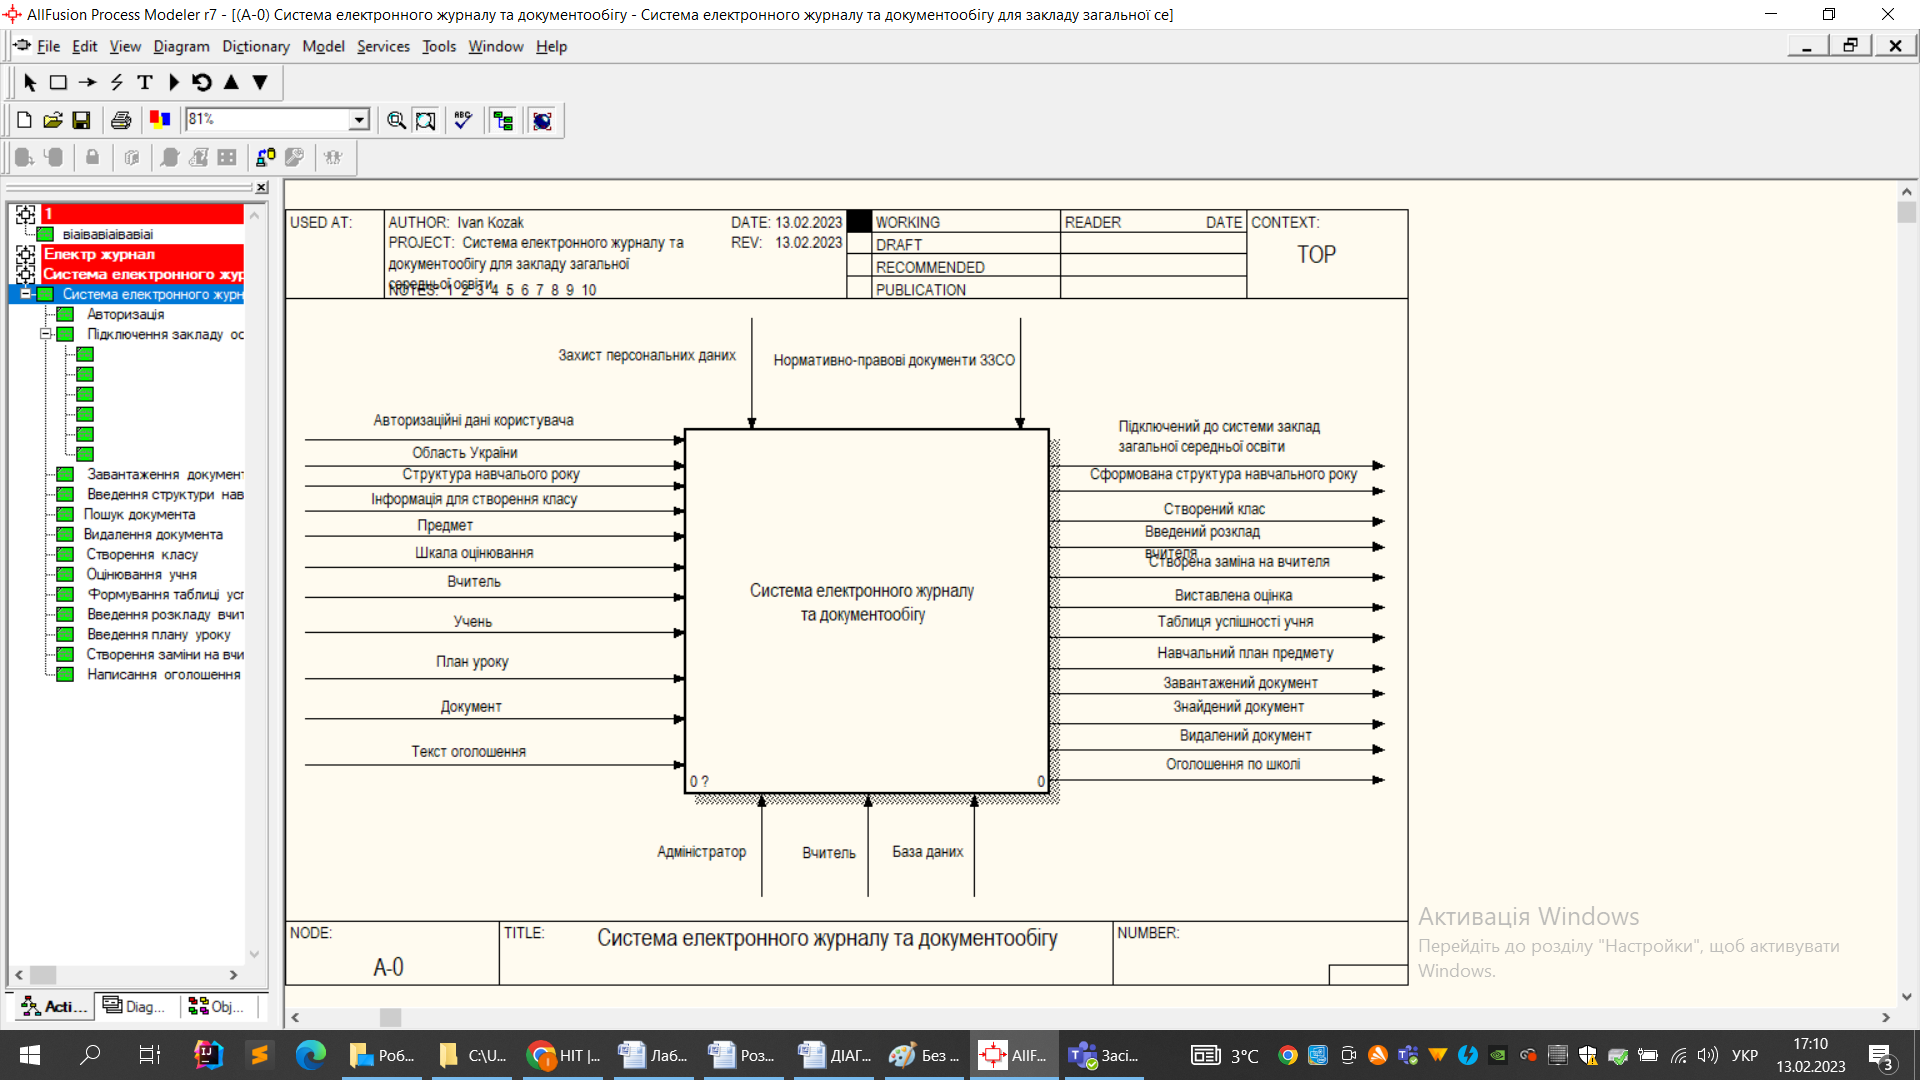 AllFusion Process Modeler r7 - [(A-0) Система електронного журналу та документообігу - Система електронного журналу та документообігу для закладу загальної се]
File Edit View Diagram Dictionary Model Services Tools Window Help
T
81%
ABC
1
віаівавіаівавіаі
Електр журнал
Система електронного жур
Система електронного журн
Авторизація
Підключення закладу ос
Завантаження документ
Введення структури нав
Пошук документа
Видалення документа
Створення класу
Оцінювання учня
Формування таблиці усп
Введення розкладу вчит
Введення плану уроку
Створення заміни на вчи
Написання оголошення
Acti...
Diag...
Obj...
USED AT:
AUTHOR: Ivan Kozak
DATE: 13.02.2023
PROJECT: Система електронного журналу та
REV: 13.02.2023
документообігу для закладу загальної
середньої освіти
NOTES: 1 2 3 4 5 6 7 8 9 10
WORKING
DRAFT
RECOMMENDED
PUBLICATION
READER
DATE
CONTEXT:
TOP
Захист персональних даних
Нормативно-правові документи ЗЗСО
Авторизаційні дані користувача
Область України
Структура навчалього року
Інформація для створення класу
Предмет
Шкала оцінювання
Вчитель
Учень
План уроку
Документ
Текст оголошення
Система електронного журналу
та документообігу
0 ?
0
Підключений до системи заклад
загальної середньої освіти
Сформована структура навчального року
Створений клас
Введений розклад
вчителя
Створена заміна на вчителя
Виставлена оцінка
Таблиця успішності учня
Навчальний план предмету
Завантажений документ
Знайдений документ
Видалений документ
Оголошення по школі
Адміністратор
Вчитель
База даних
NODE:
A-0
TITLE:
Система електронного журналу та документообігу
NUMBER:
Активація Windows
Перейдіть до розділу "Настройки", щоб активувати
Windows.
Роб...
C:\U...
НІТ |...
Лаб...
Роз...
ДІАГ...
Без ...
AllF...
Засі...
3°C
УКР
17:10
13.02.2023
3